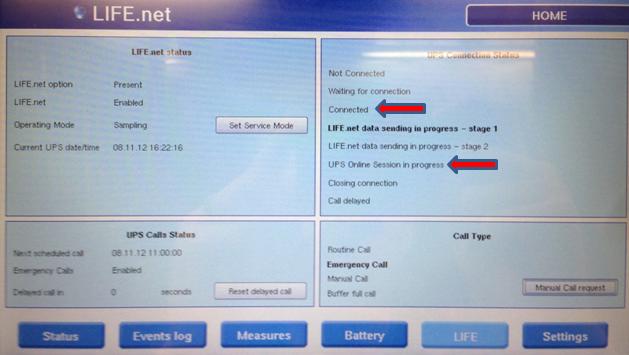 LIFE.net
HOME
LIFE.net status
LIFE.net option Present
LIFE.net Enabled
Operating Mode Sampling Set Service Mode
Current UPS date/time 08.11.12 16:22:16
UPS Connection Status
Not Connected
Waiting for connection
Connected
LIFE.net data sending in progress - stage 1
LIFE.net data sending in progress - stage 2
UPS Online Session in progress
Closing connection
Call delayed
UPS Calls Status
Next scheduled call 08.11.12 11:00:00
Emergency Calls Enabled
Delayed call in 0 seconds Reset delayed call
Call Type
Routine Call
Emergency Call
Manual Call
Buffer full call
Manual Call request
Status Events log Measures Battery LIFE Settings